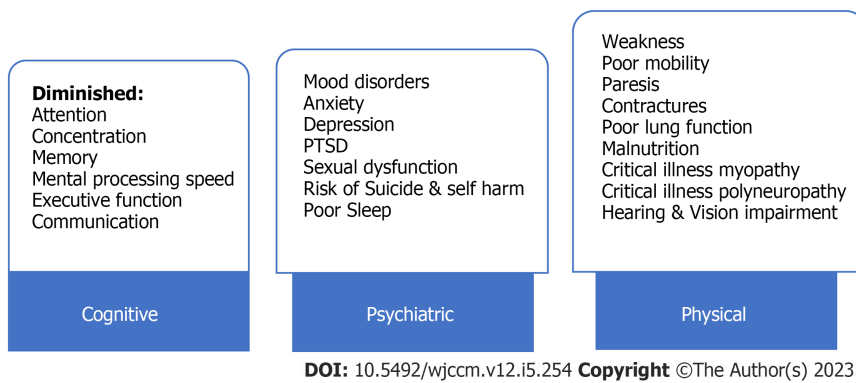 Diminished:
Attention
Concentration
Memory
Mental processing speed
Executive function
Communication
Cognitive
Mood disorders
Anxiety
Depression
PTSD
Sexual dysfunction
Risk of Suicide & self harm
Poor Sleep
Psychiatric
Weakness
Poor mobility
Paresis
Contractures
Poor lung function
Malnutrition
Critical illness myopathy
Critical illness polyneuropathy
Hearing & Vision impairment
Physical
DOI: 10.5492/wjccm.v12.i5.254 Copyright ©The Author(s) 2023